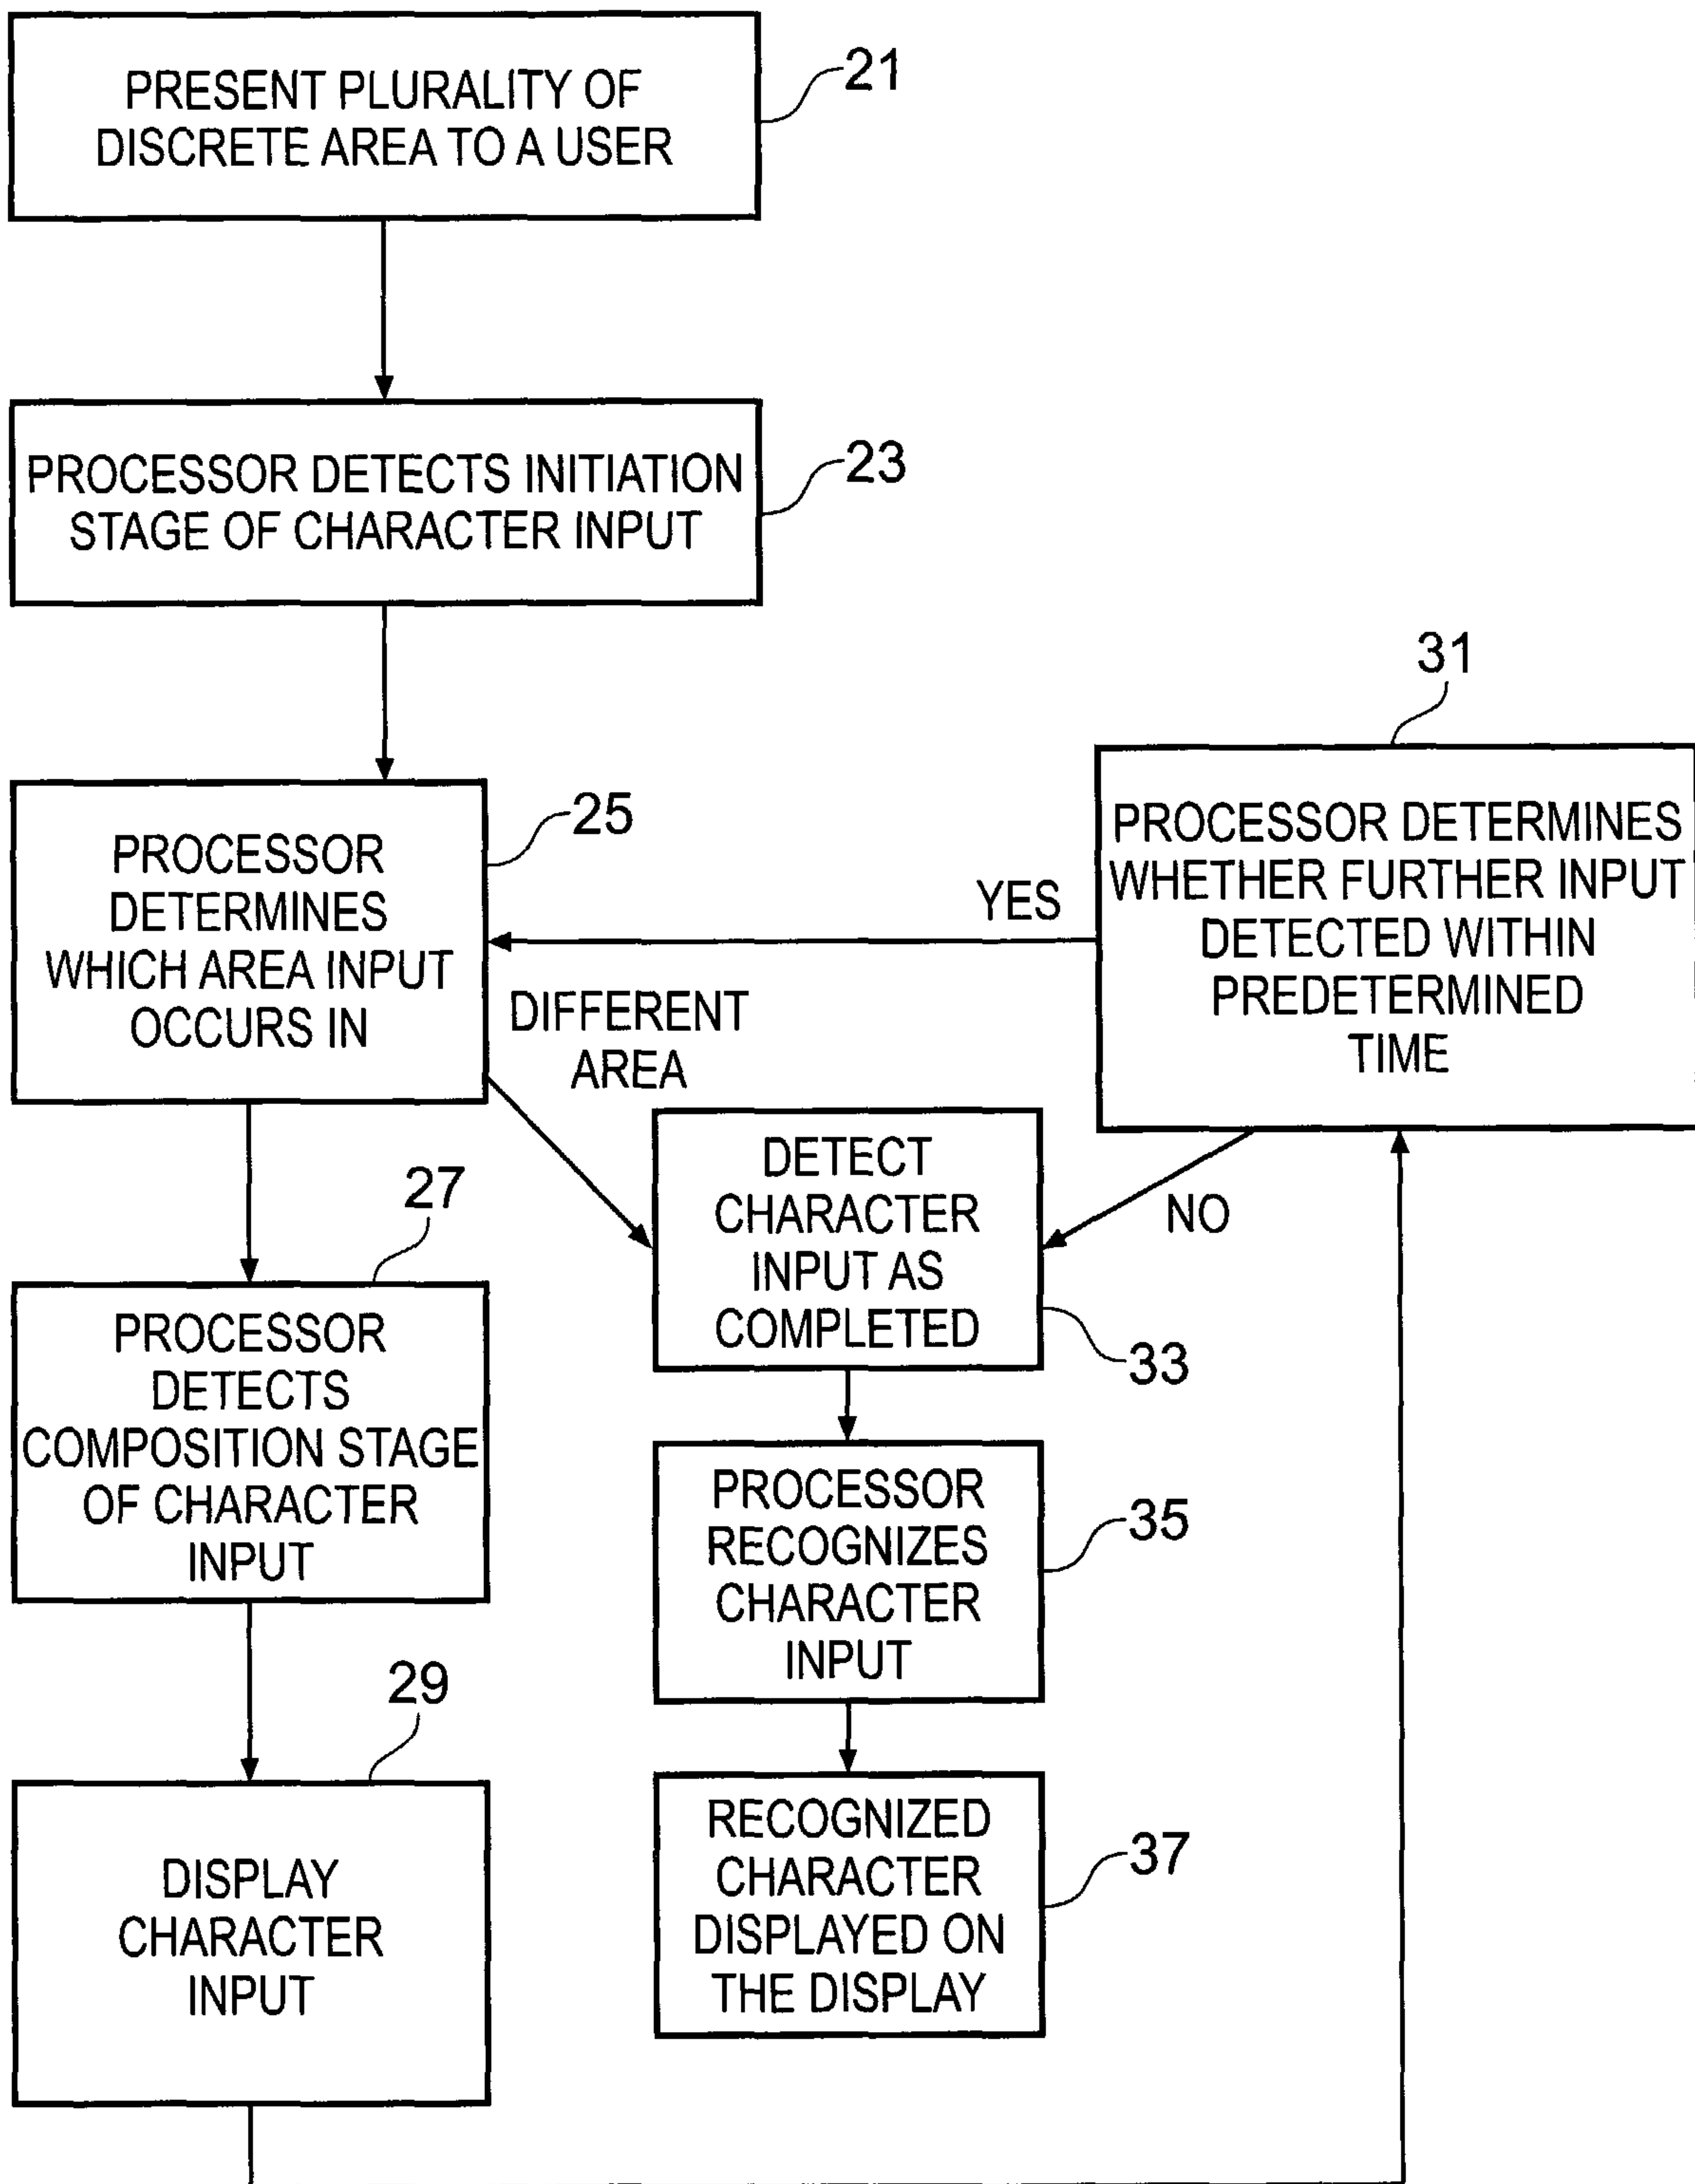 PRESENT PLURALITY OF
DISCRETE AREA TO A USER
21
PROCESSOR DETECTS INITIATION
STAGE OF CHARACTER INPUT
23
PROCESSOR
DETERMINES
WHICH AREA INPUT
OCCURS IN
25
DIFFERENT
AREA
YES
31
PROCESSOR DETERMINES
WHETHER FURTHER INPUT
DETECTED WITHIN
PREDETERMINED
TIME
NO
27
PROCESSOR
DETECTS
COMPOSITION STAGE
OF CHARACTER
INPUT
29
DISPLAY
CHARACTER
INPUT
DETECT
CHARACTER
INPUT AS
COMPLETED
33
PROCESSOR
RECOGNIZES
CHARACTER
INPUT
35
RECOGNIZED
CHARACTER
DISPLAYED ON
THE DISPLAY
37